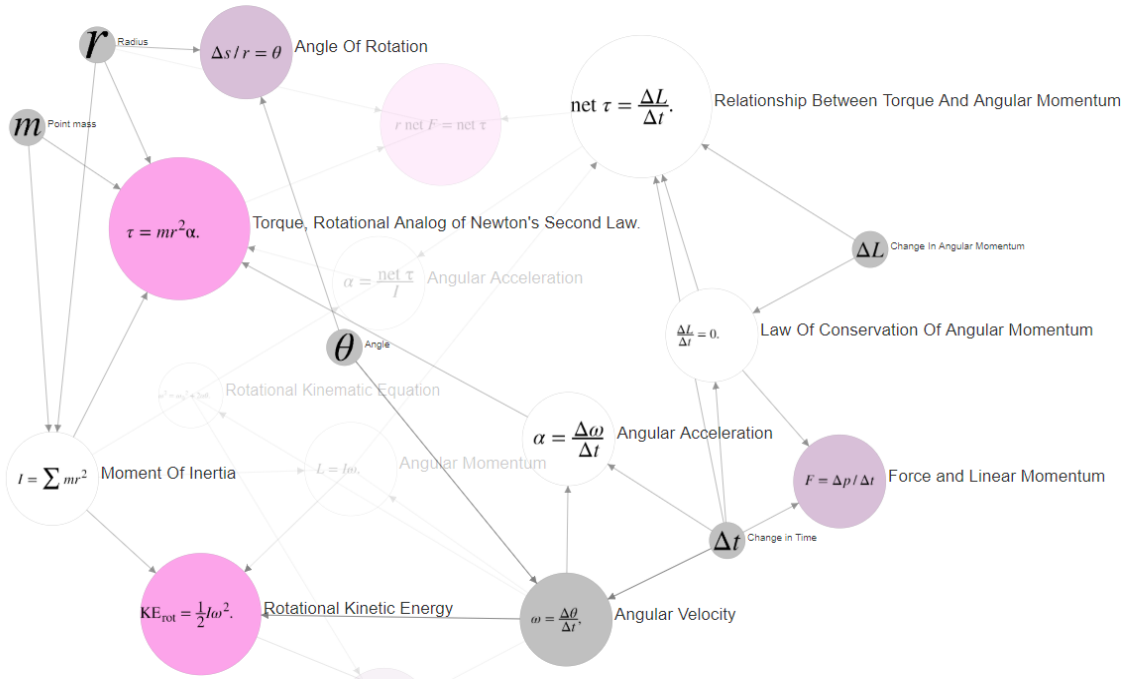 r Radius
Δs/r = θ Angle Of Rotation
m Point mass
r net F = net τ
net τ = ΔL/Δt. Relationship Between Torque And Angular Momentum
τ = mr²α. Torque, Rotational Analog of Newton's Second Law.
ΔL Change In Angular Momentum
α = net τ/I Angular Acceleration
ΔL/Δt = 0. Law Of Conservation Of Angular Momentum
θ Angle
Rotational Kinematic Equation
α = Δω/Δt Angular Acceleration
I = ∑ mr² Moment Of Inertia
L = Iω. Angular Momentum
F = Δp/Δt Force and Linear Momentum
Δt Change in Time
KErot = ½Iω². Rotational Kinetic Energy
ω = Δθ/Δt, Angular Velocity